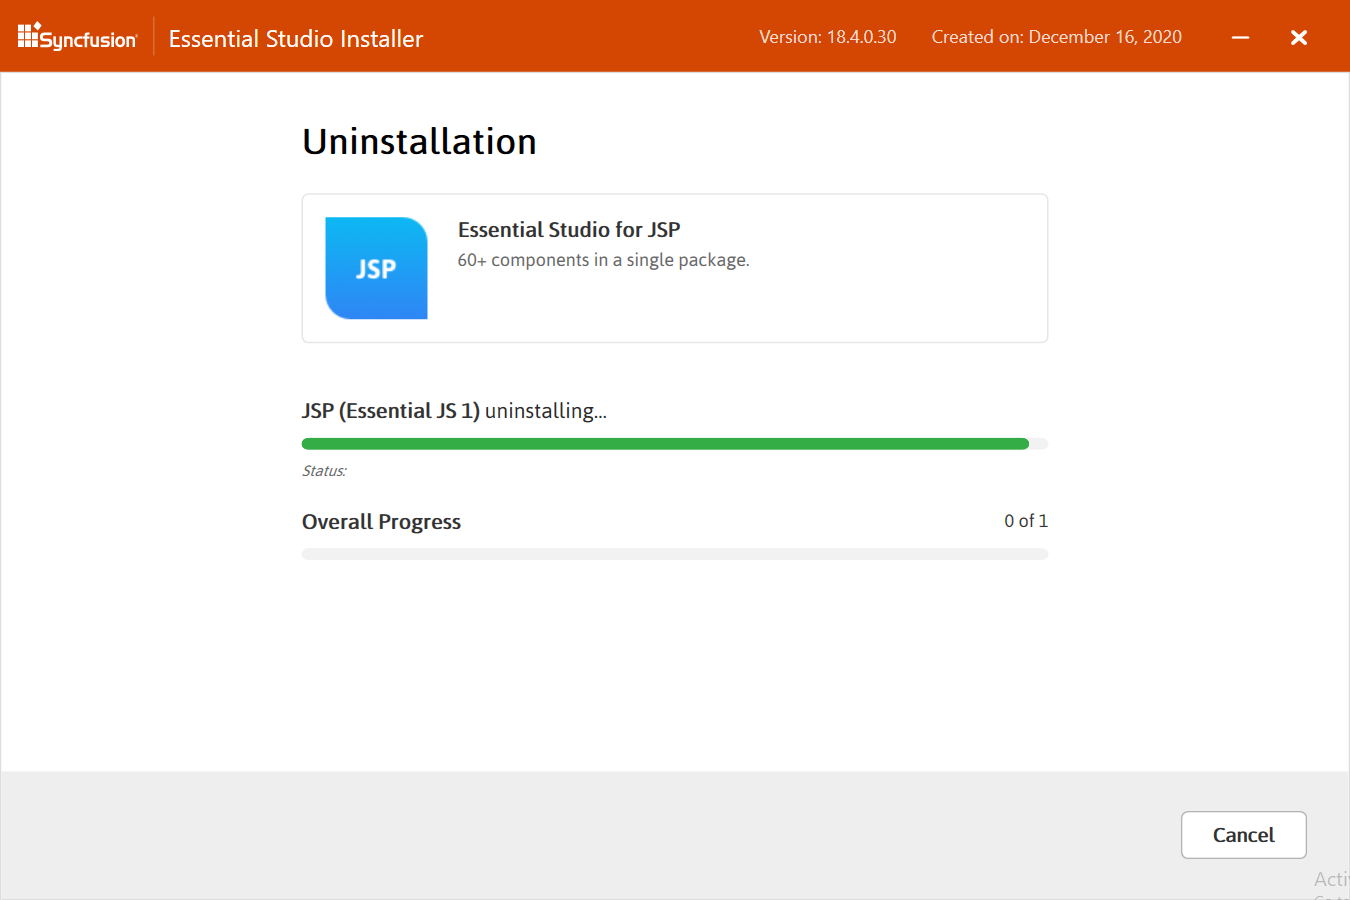 Syncfusion Essential Studio Installer Version: 18.4.0.30 Created on: December 16, 2020
Uninstallation
JSP
Essential Studio for JSP
60+ components in a single package.
JSP (Essential JS 1) uninstalling...
Status:
Overall Progress 0 of 1
Cancel
Acti